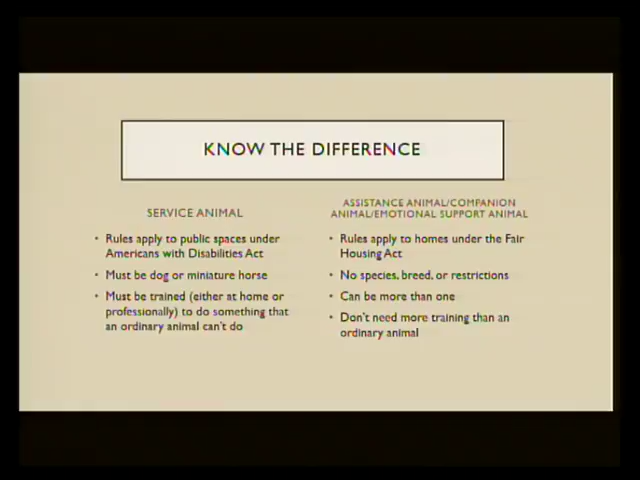 KNOW THE DIFFERENCE
SERVICE ANIMAL
• Rules apply to public spaces under
Americans with Disabilities Act
• Must be dog or miniature horse
• Must be trained (either at home or
professionally) to do something that
an ordinary animal can't do
ASSISTANCE ANIMAL/COMPANION
ANIMAL/EMOTIONAL SUPPORT ANIMAL
• Rules apply to homes under the Fair
Housing Act
• No species, breed, or restrictions
• Can be more than one
• Don't need more training than an
ordinary animal